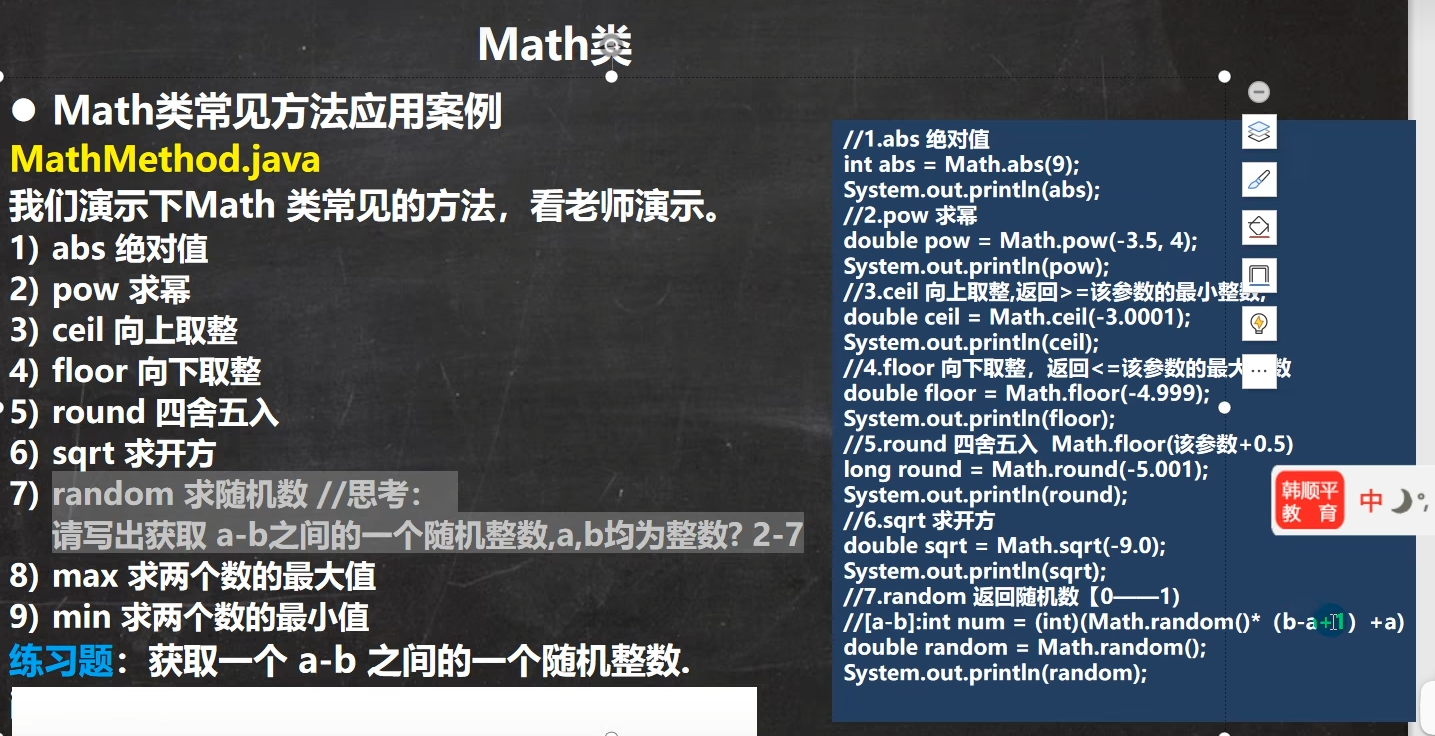 Math类
● Math类常见方法应用案例
MathMethod.java
我们演示下Math 类常见的方法，看老师演示。
1) abs 绝对值
2) pow 求幂
3) ceil 向上取整
4) floor 向下取整
5) round 四舍五入
6) sqrt 求开方
7) random 求随机数 //思考：
请写出获取 a-b之间的一个随机整数,a,b均为整数? 2-7
8) max 求两个数的最大值
9) min 求两个数的最小值
练习题：获取一个 a-b 之间的一个随机整数.
//1.abs 绝对值
int abs = Math.abs(9);
System.out.println(abs);
//2.pow 求幂
double pow = Math.pow(-3.5, 4);
System.out.println(pow);
//3.ceil 向上取整,返回>=该参数的最小整数;
double ceil = Math.ceil(-3.0001);
System.out.println(ceil);
//4.floor 向下取整，返回<=该参数的最大 数
double floor = Math.floor(-4.999);
System.out.println(floor);
//5.round 四舍五入 Math.floor(该参数+0.5)
long round = Math.round(-5.001);
System.out.println(round);
//6.sqrt 求开方
double sqrt = Math.sqrt(-9.0);
System.out.println(sqrt);
//7.random 返回随机数【0——1)
//[a-b]:int num = (int)(Math.random()*（b-a+1）+a)
double random = Math.random();
System.out.println(random);
韩顺平
教 育
中